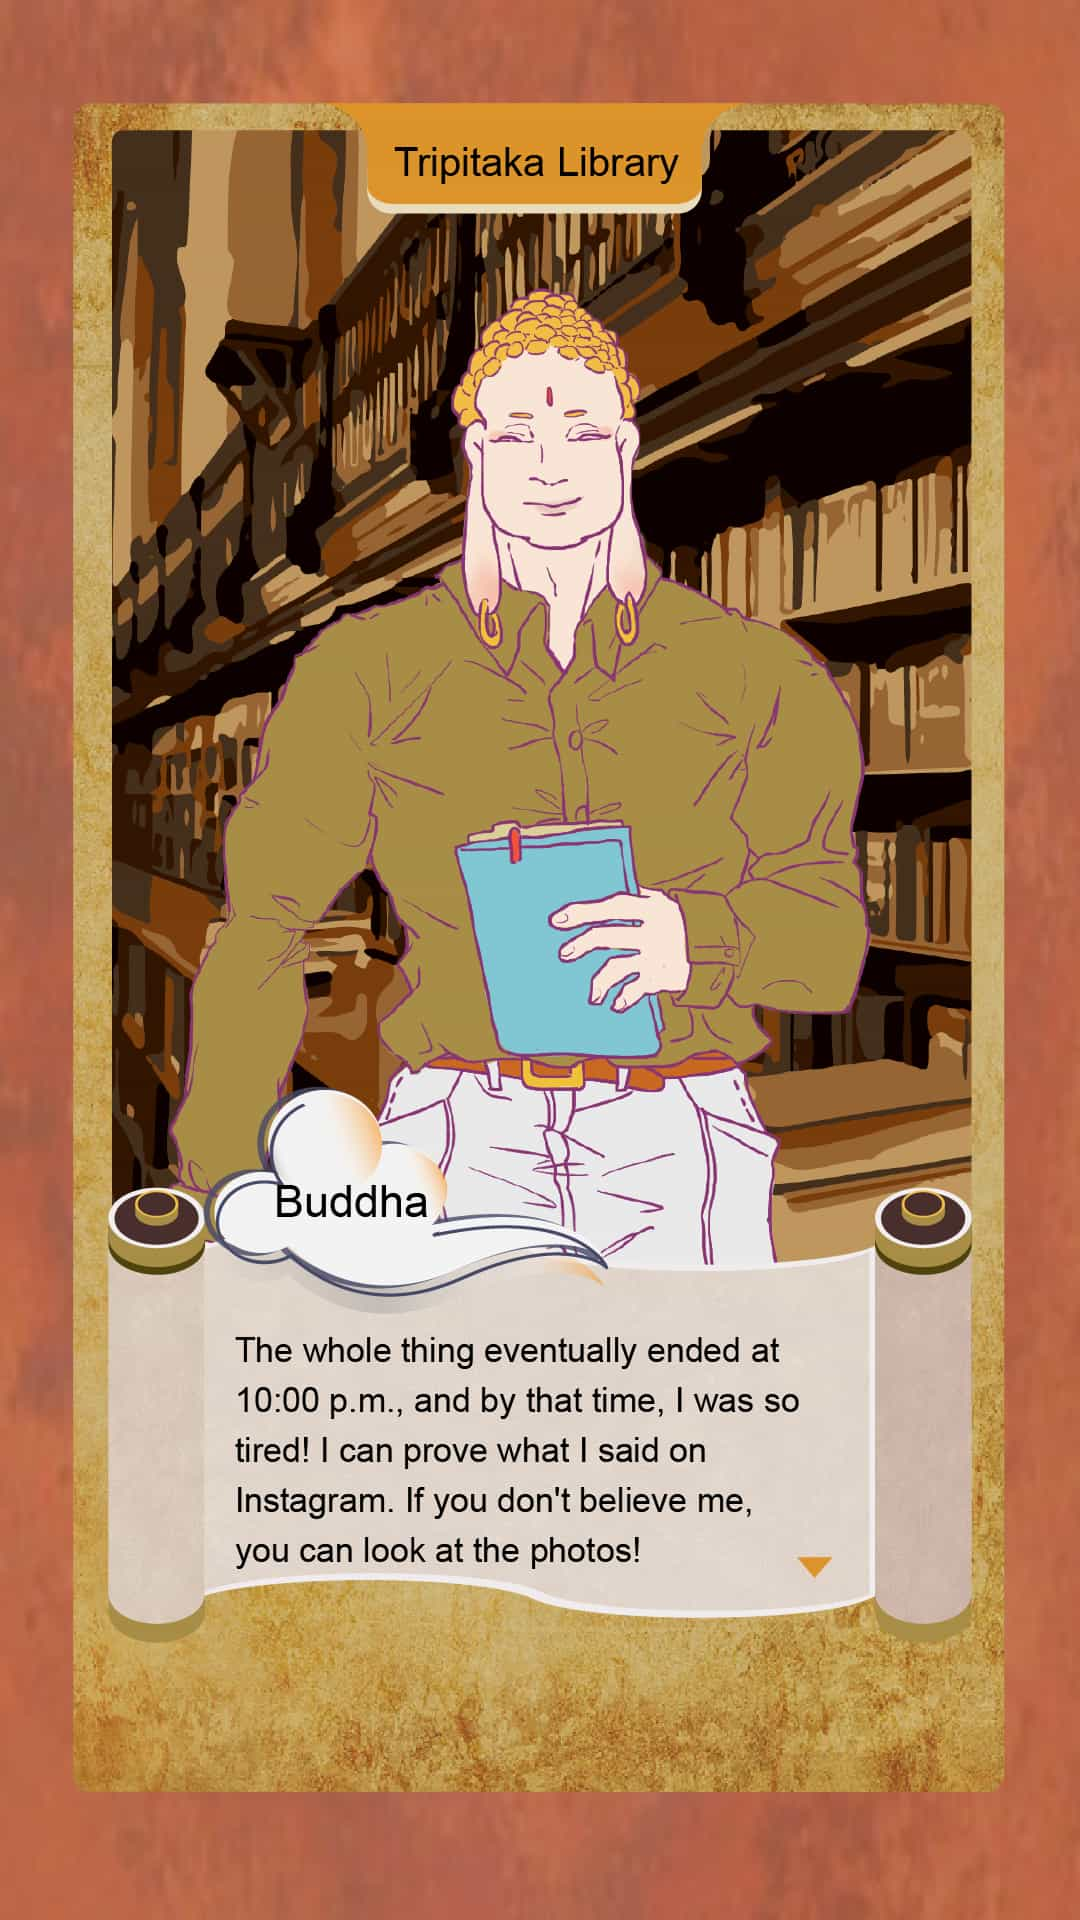 Tripitaka Library
Buddha
The whole thing eventually ended at
10:00 p.m., and by that time, I was so
tired! I can prove what I said on
Instagram. If you don't believe me,
you can look at the photos!